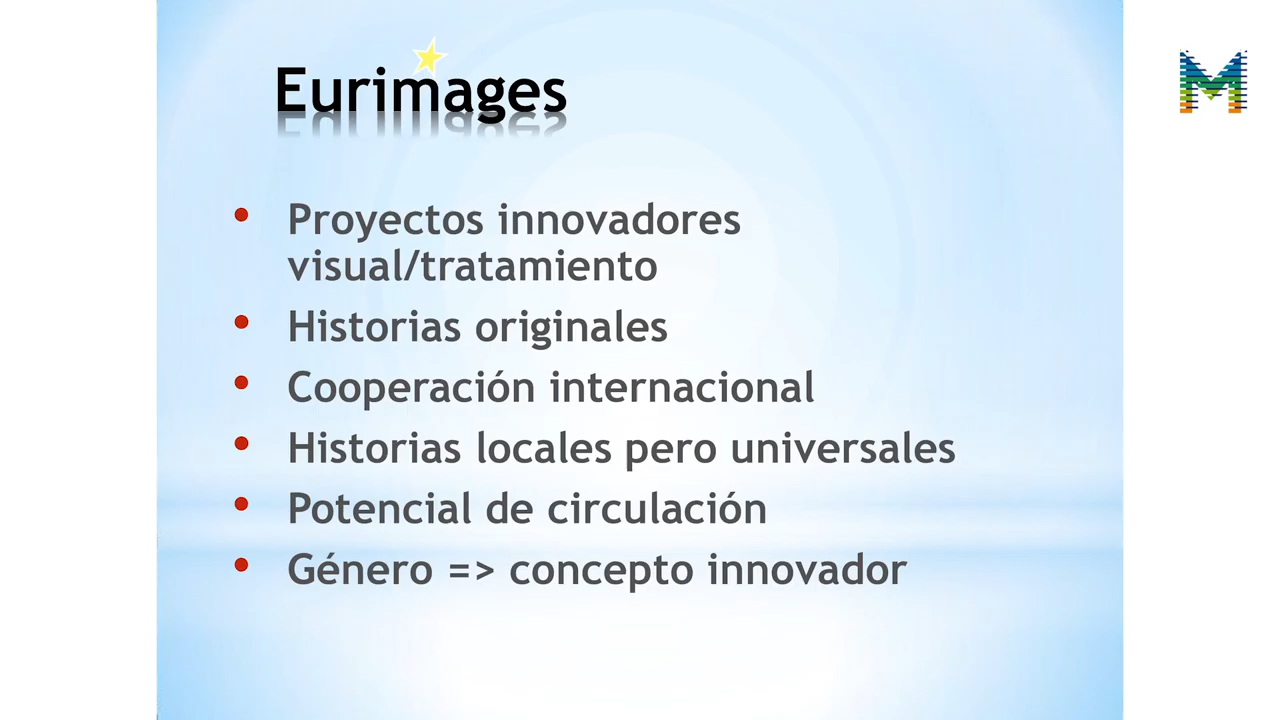 Eurimages
• Proyectos innovadores
visual/tratamiento
• Historias originales
• Cooperación internacional
• Historias locales pero universales
• Potencial de circulación
• Género => concepto innovador
M